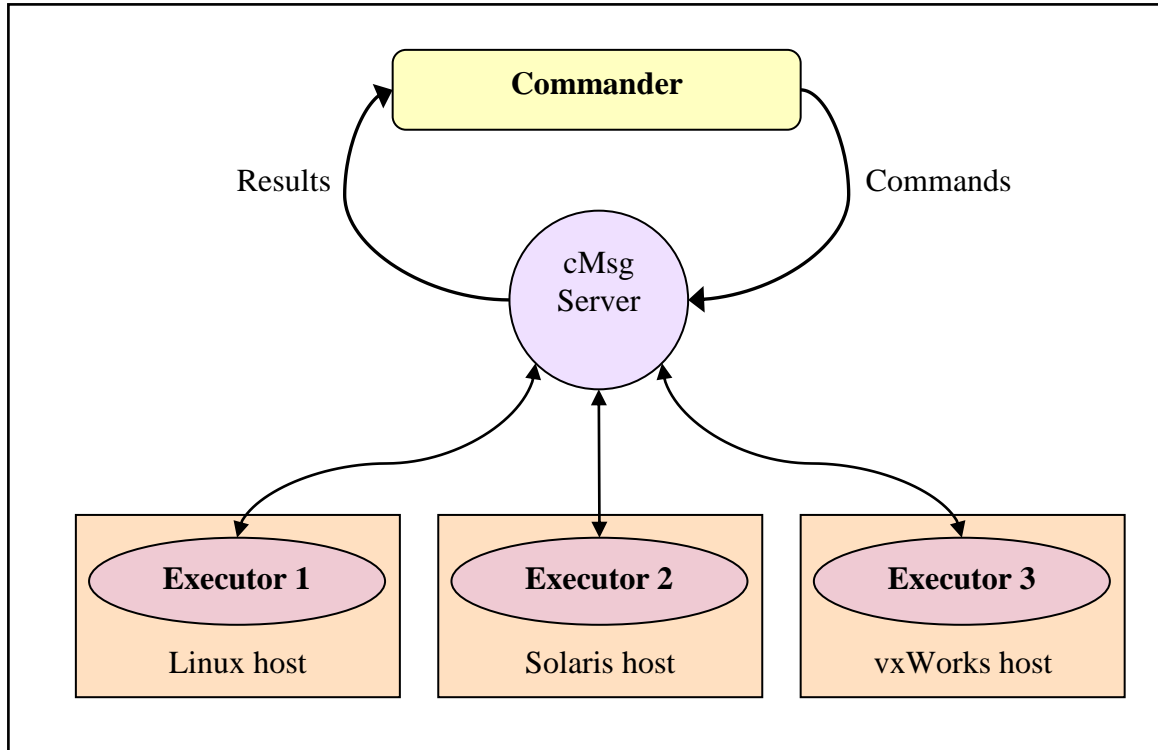 Commander
Results
Commands
cMsg
Server
Executor 1
Executor 2
Executor 3
Linux host
Solaris host
vxWorks host